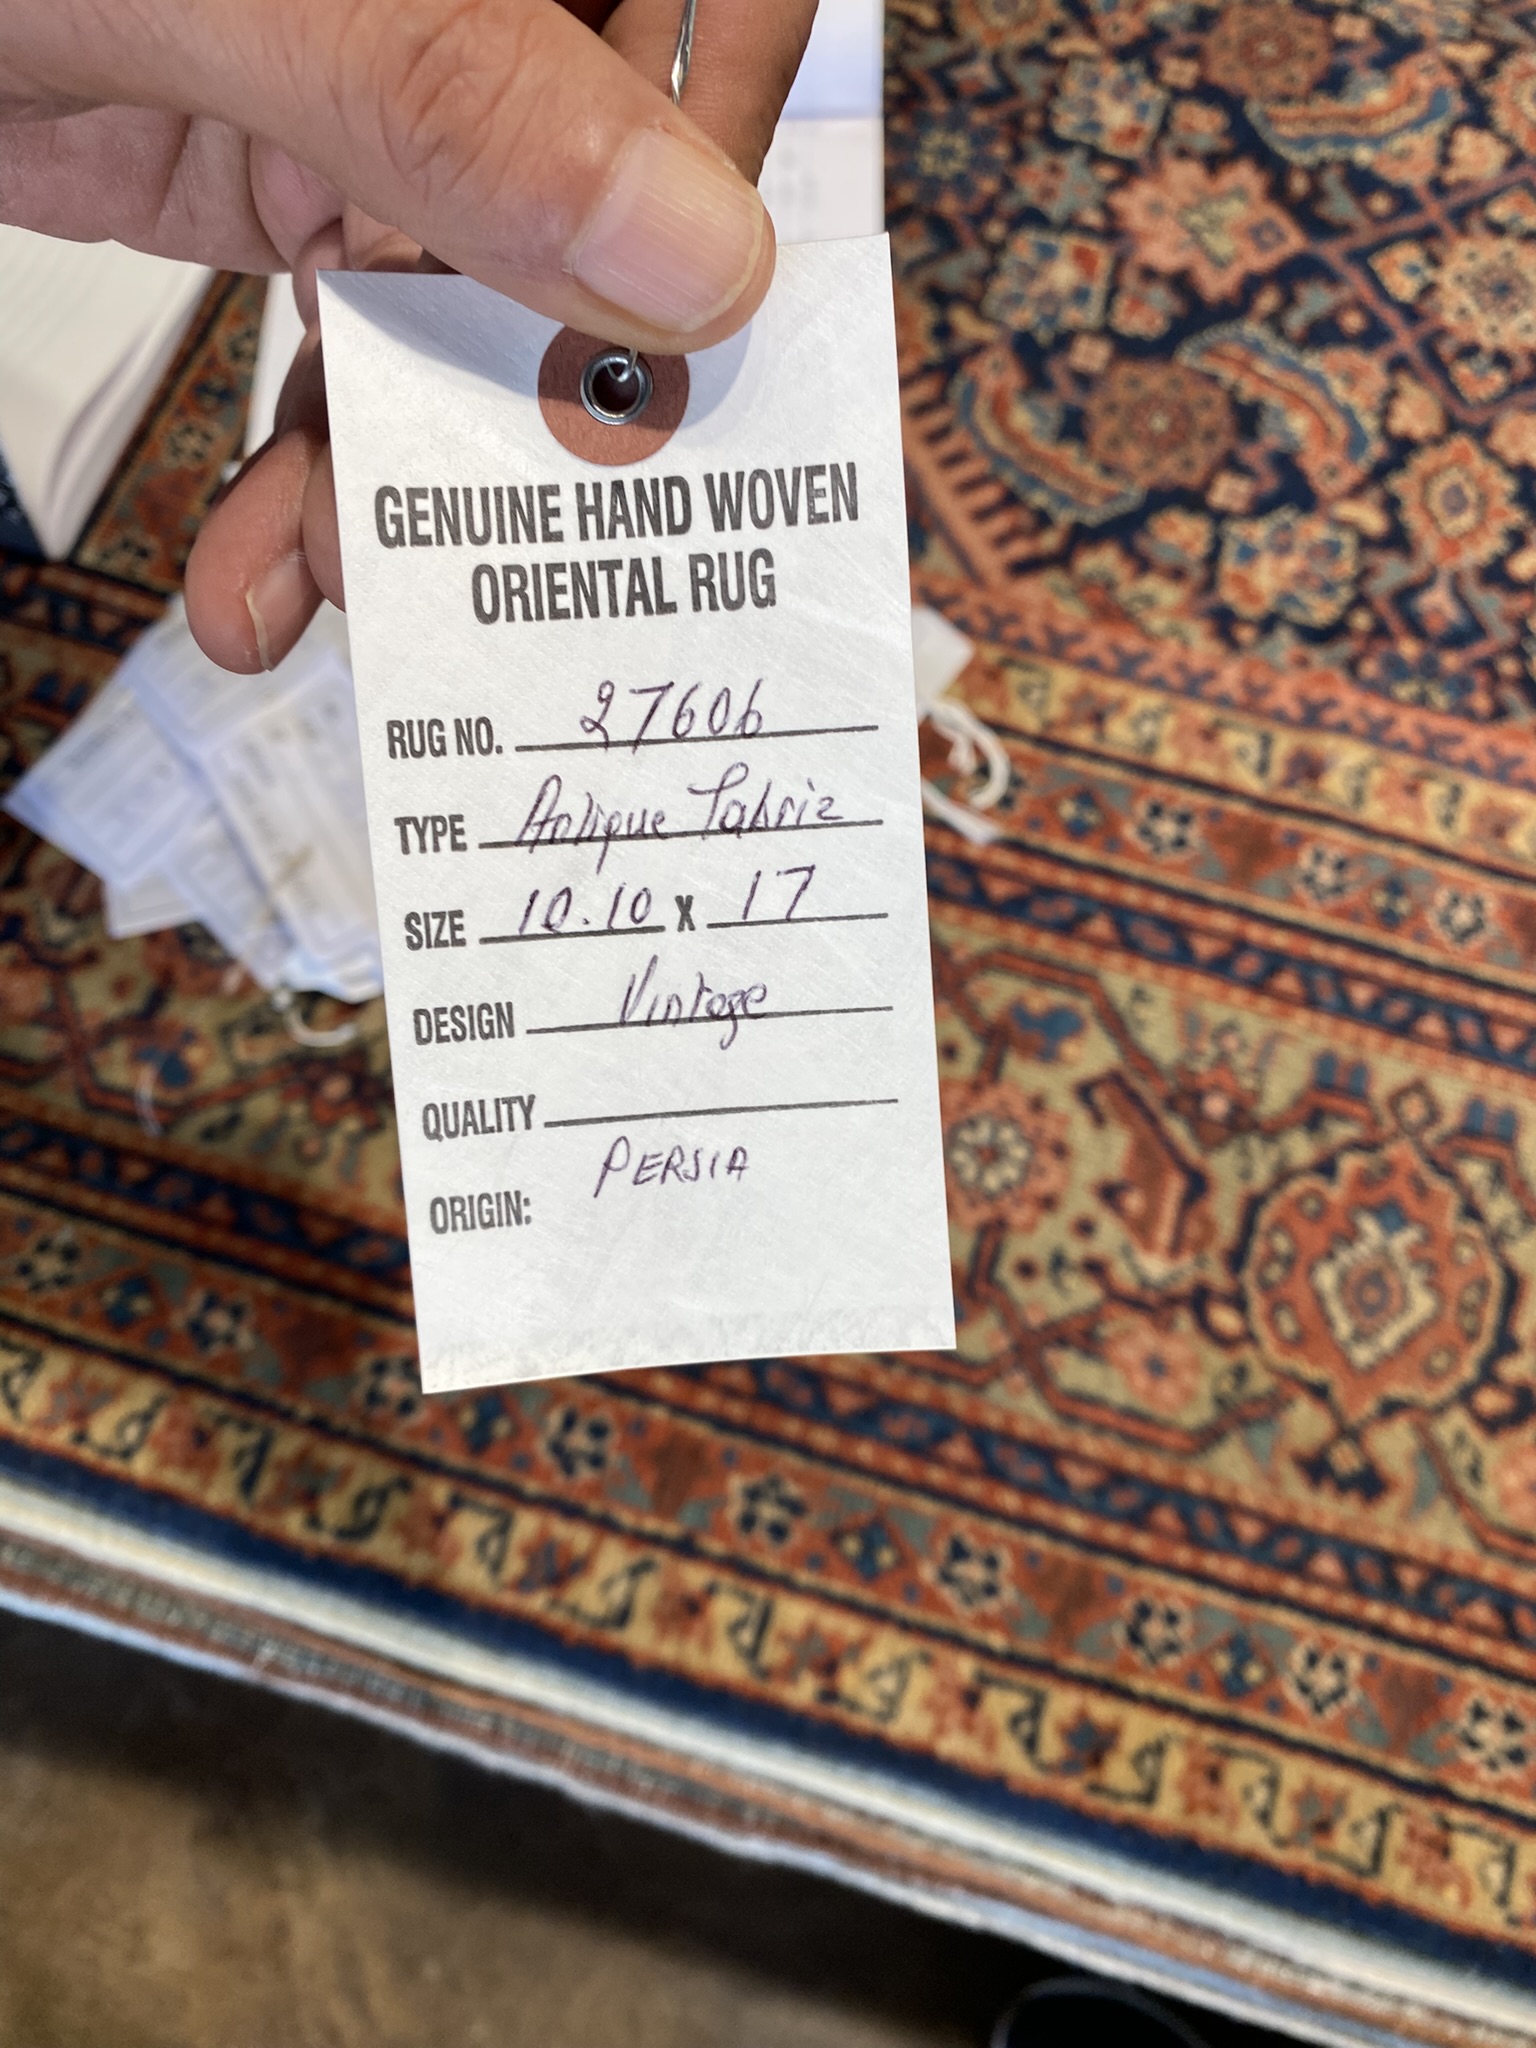 GENUINE HAND WOVEN
ORIENTAL RUG
RUG NO. 27606
TYPE Antique Tabriz
SIZE 10.10 X 17
DESIGN Vintage
QUALITY
PERSIA
ORIGIN: